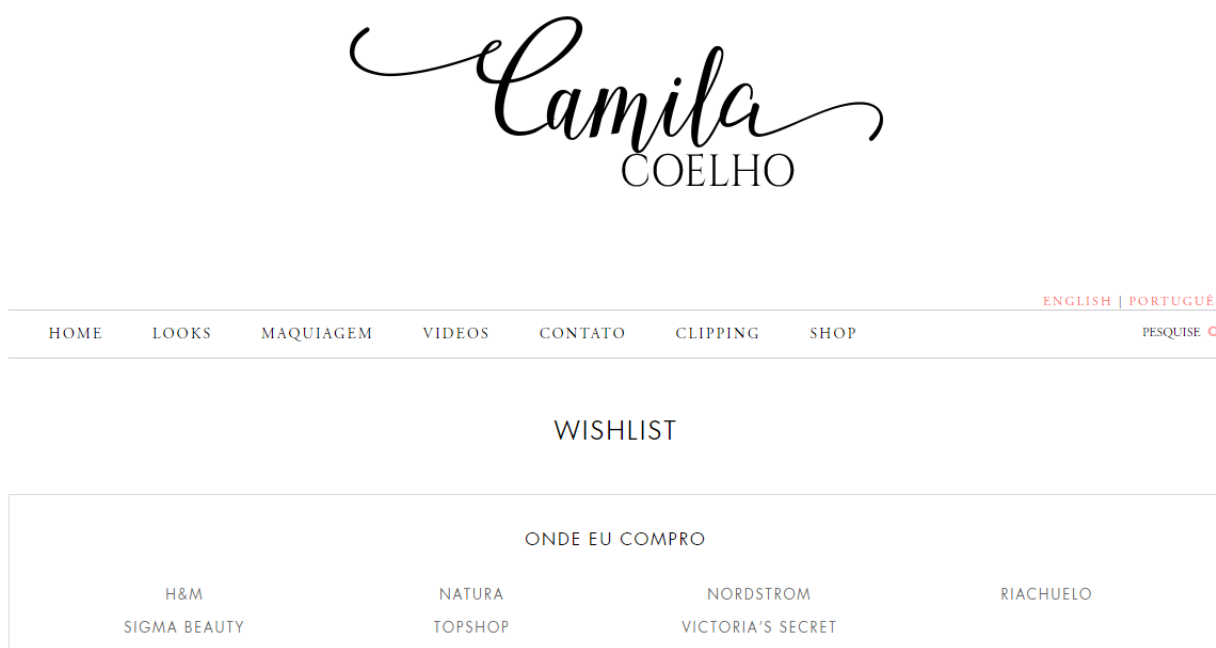 Camila
COELHO
ENGLISH | PORTUGUÊ
HOME LOOKS MAQUIAGEM VIDEOS CONTATO CLIPPING SHOP PESQUISE
WISHLIST
ONDE EU COMPRO
H&M NATURA NORDSTROM RIACHUELO
SIGMA BEAUTY TOPSHOP VICTORIA'S SECRET